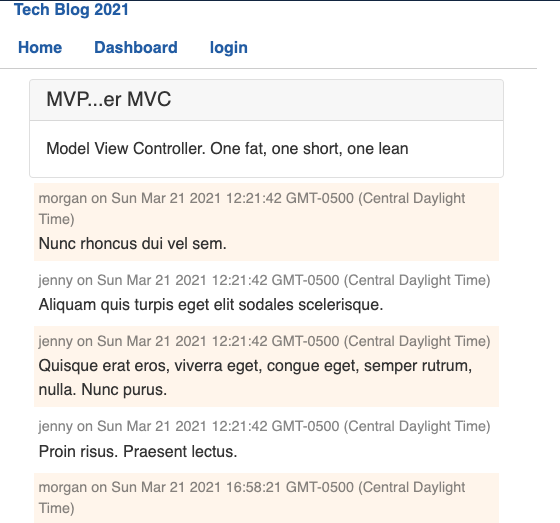 Tech Blog 2021
Home Dashboard login
MVP...er MVC
Model View Controller. One fat, one short, one lean
morgan on Sun Mar 21 2021 12:21:42 GMT-0500 (Central Daylight
Time)
Nunc rhoncus dui vel sem.
jenny on Sun Mar 21 2021 12:21:42 GMT-0500 (Central Daylight Time)
Aliquam quis turpis eget elit sodales scelerisque.
jenny on Sun Mar 21 2021 12:21:42 GMT-0500 (Central Daylight Time)
Quisque erat eros, viverra eget, congue eget, semper rutrum,
nulla. Nunc purus.
jenny on Sun Mar 21 2021 12:21:42 GMT-0500 (Central Daylight Time)
Proin risus. Praesent lectus.
morgan on Sun Mar 21 2021 16:58:21 GMT-0500 (Central Daylight
Time)